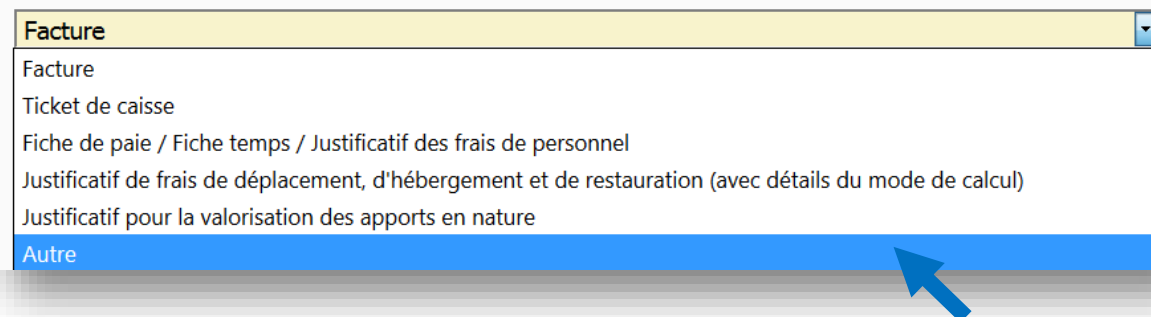 Facture
Facture
Ticket de caisse
Fiche de paie / Fiche temps / Justificatif des frais de personnel
Justificatif de frais de déplacement, d'hébergement et de restauration (avec détails du mode de calcul)
Justificatif pour la valorisation des apports en nature
Autre